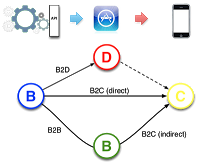 API
D
B2D
B
B2C (direct)
C
B2B
B2C (indirect)
B